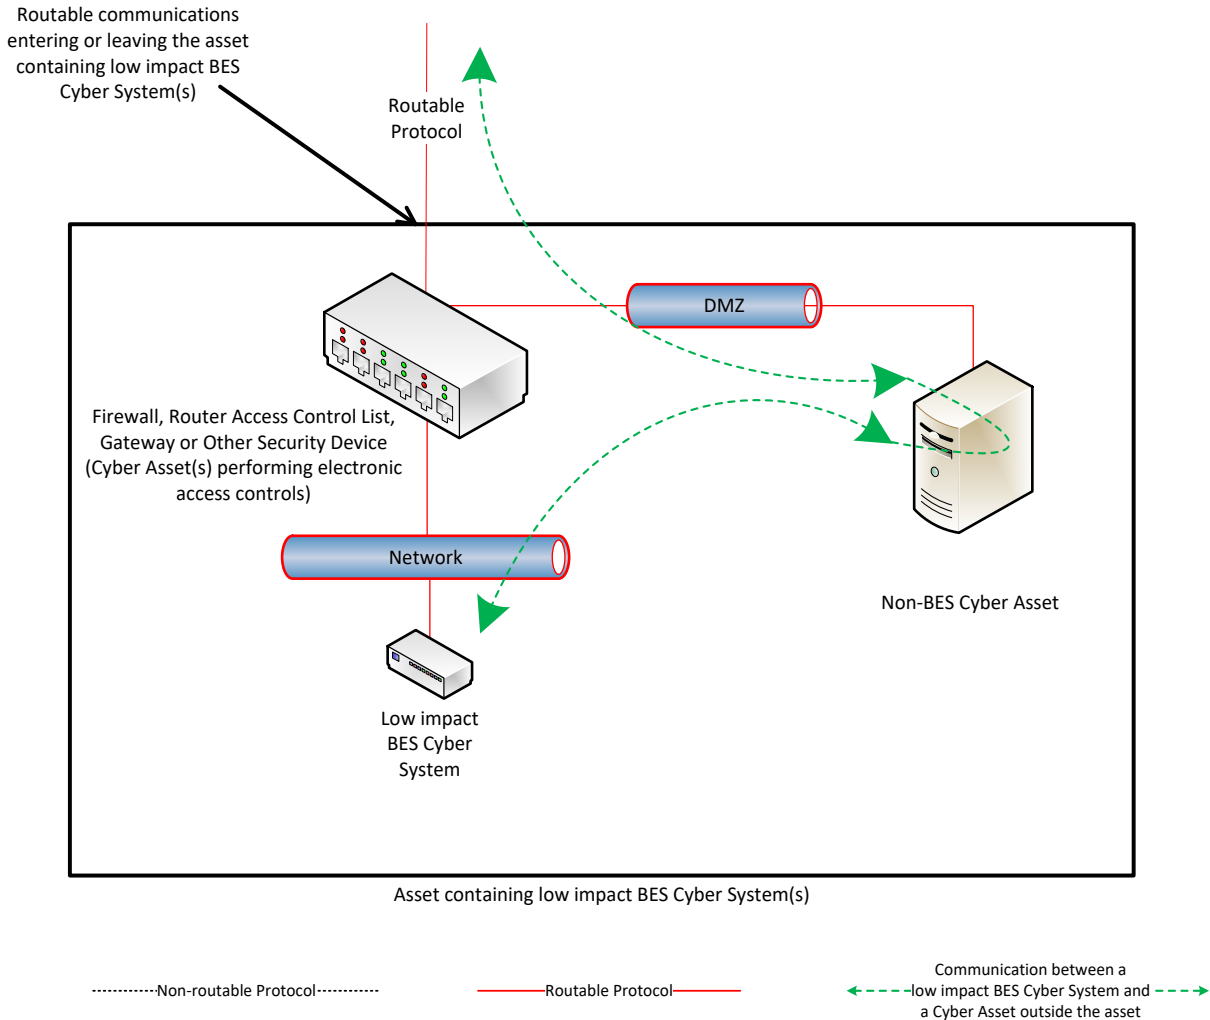 Routable communications
entering or leaving the asset
containing low impact BES
Cyber System(s)
Routable
Protocol
DMZ
Firewall, Router Access Control List,
Gateway or Other Security Device
(Cyber Asset(s) performing electronic
access controls)
Network
Non-BES Cyber Asset
Low impact
BES Cyber
System
Asset containing low impact BES Cyber System(s)
Non-routable Protocol
Routable Protocol
Communication between a
low impact BES Cyber System and
a Cyber Asset outside the asset